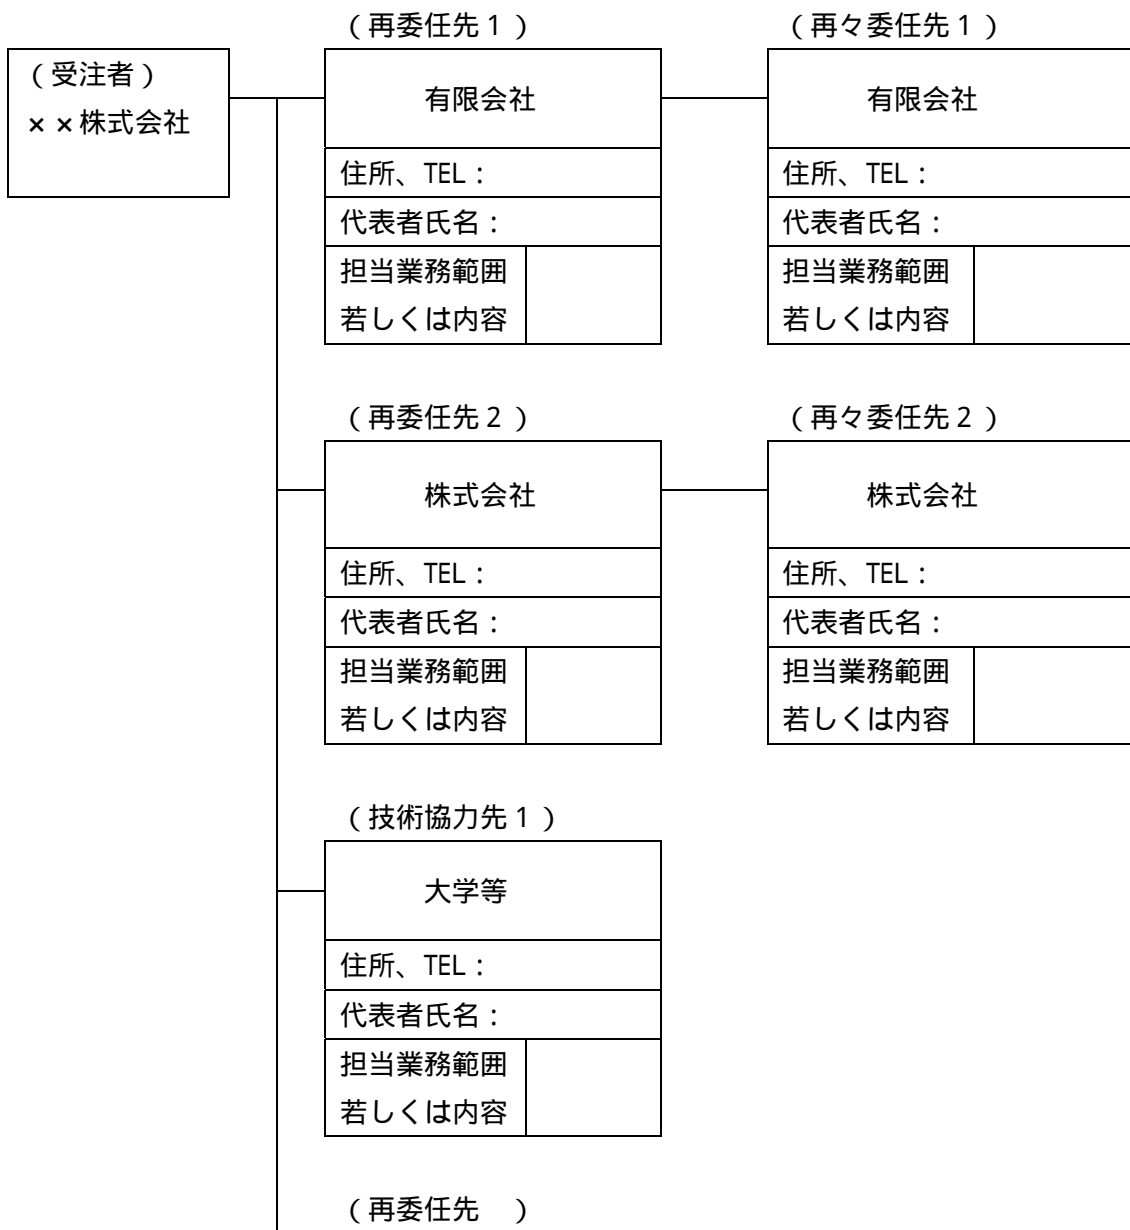 （受注者）
××株式会社
（再委任先1）
有限会社
住所、TEL：
代表者氏名：
担当業務範囲
若しくは内容
（再々委任先1）
有限会社
住所、TEL：
代表者氏名：
担当業務範囲
若しくは内容
（再委任先2）
株式会社
住所、TEL：
代表者氏名：
担当業務範囲
若しくは内容
（再々委任先2）
株式会社
住所、TEL：
代表者氏名：
担当業務範囲
若しくは内容
（技術協力先1）
大学等
住所、TEL：
代表者氏名：
担当業務範囲
若しくは内容
（再委任先　）